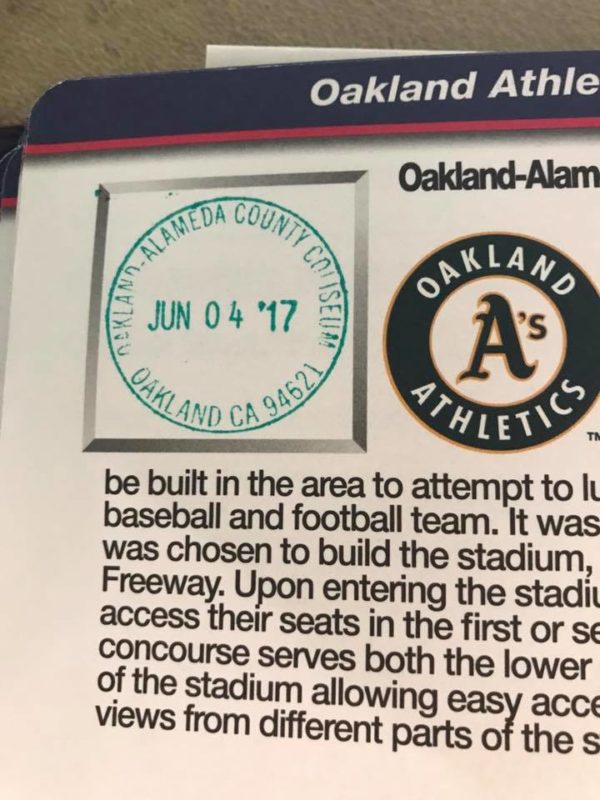 Oakland Athle
Oakland-Alam
OAKLAND-ALAMEDA COUNTY COLISEUM
JUN 04 '17
OAKLAND CA 94621
OAKLAND
A's
ATHLETICS
TM
be built in the area to attempt to lu
baseball and football team. It was
was chosen to build the stadium,
Freeway. Upon entering the stadiu
access their seats in the first or se
concourse serves both the lower
of the stadium allowing easy acce
views from different parts of the s